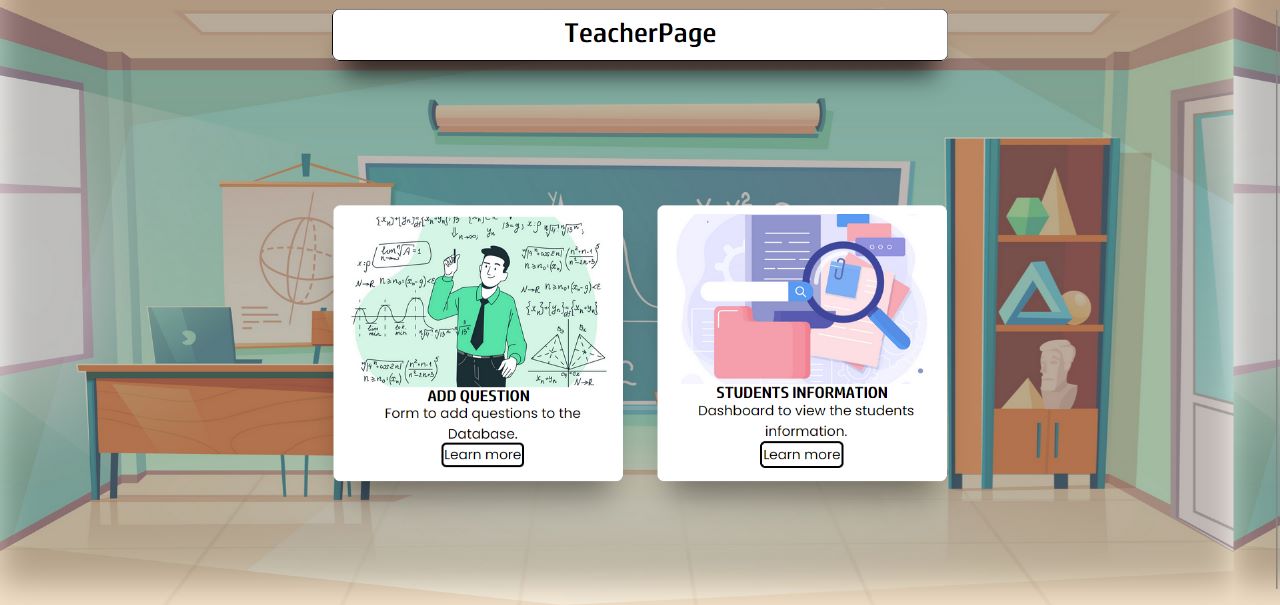 TeacherPage
ADD QUESTION
Form to add questions to the
Database.
Learn more
STUDENTS INFORMATION
Dashboard to view the students
information.
Learn more